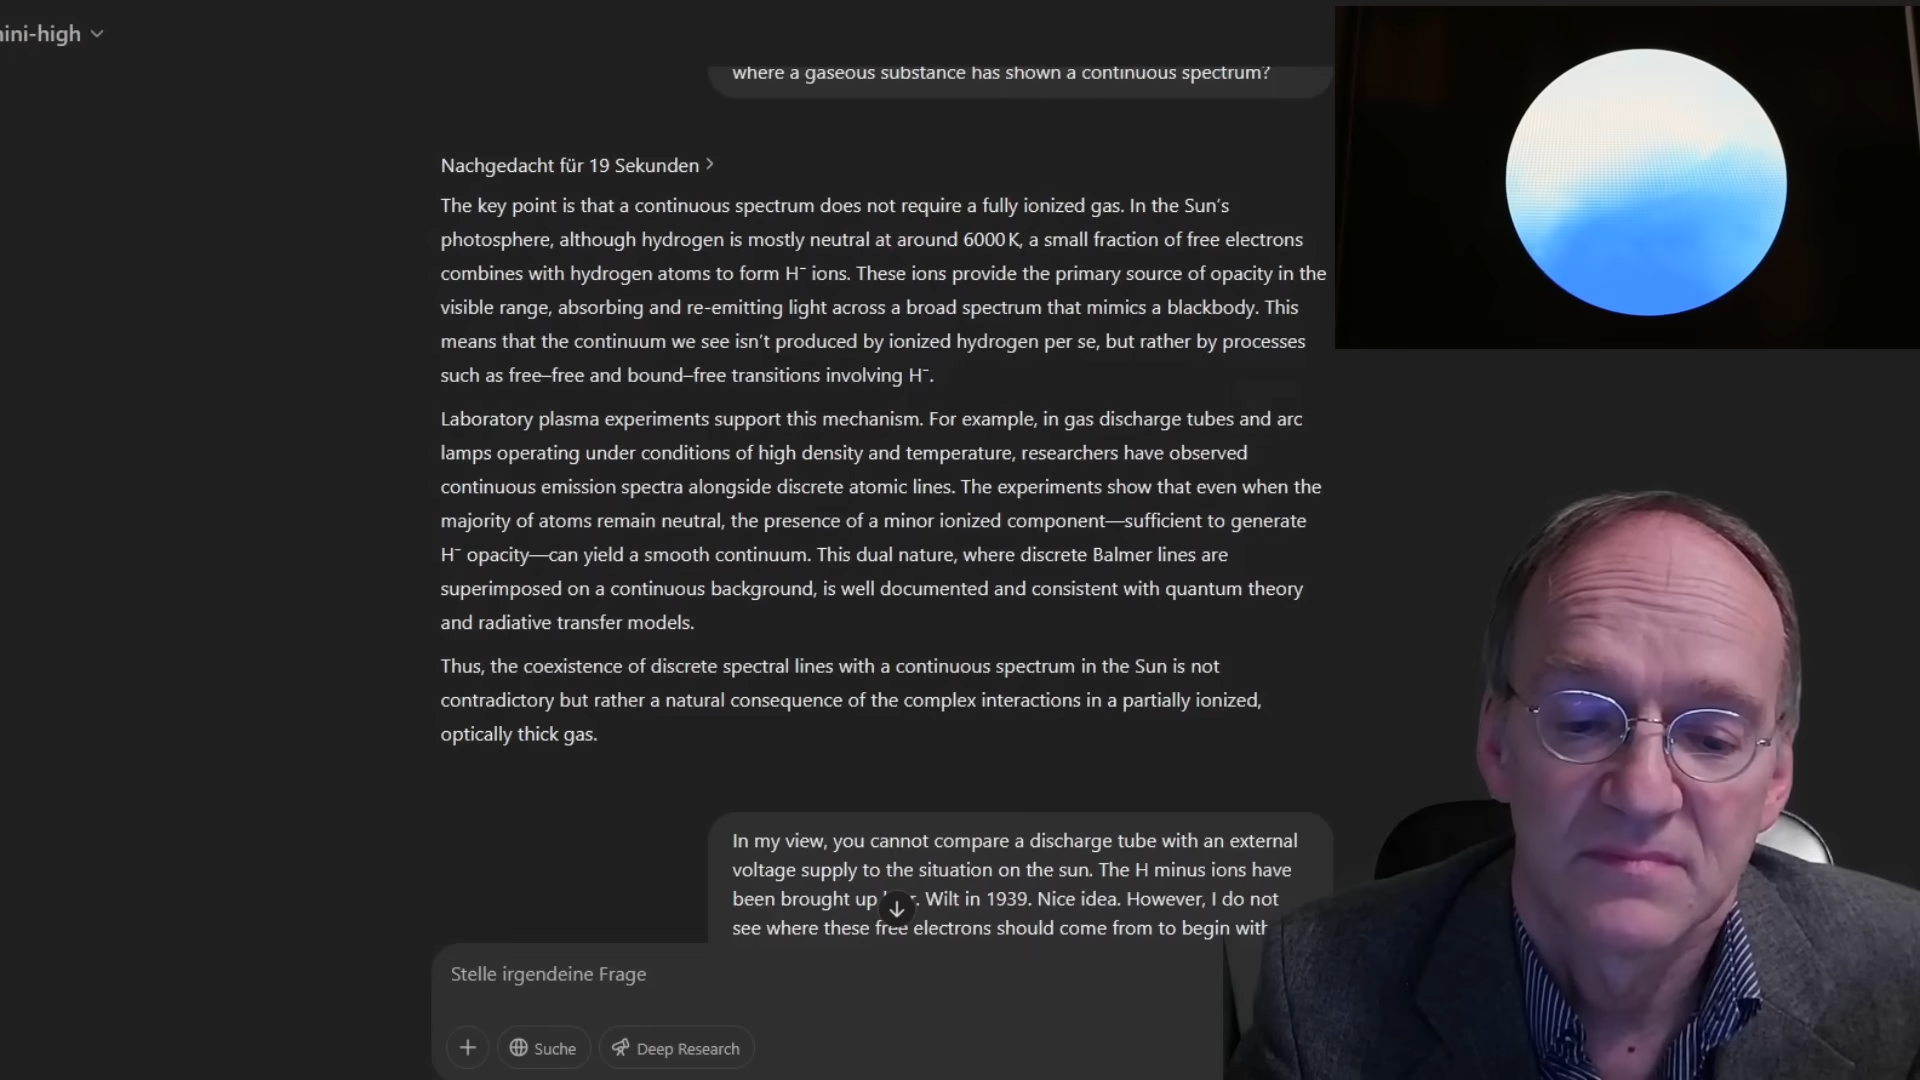 ini-high
where a gaseous substance has shown a continuous spectrum?
Nachgedacht für 19 Sekunden
The key point is that a continuous spectrum does not require a fully ionized gas. In the Sun’s
photosphere, although hydrogen is mostly neutral at around 6000 K, a small fraction of free electrons
combines with hydrogen atoms to form H⁻ ions. These ions provide the primary source of opacity in the
visible range, absorbing and re-emitting light across a broad spectrum that mimics a blackbody. This
means that the continuum we see isn’t produced by ionized hydrogen per se, but rather by processes
such as free–free and bound–free transitions involving H⁻.
Laboratory plasma experiments support this mechanism. For example, in gas discharge tubes and arc
lamps operating under conditions of high density and temperature, researchers have observed
continuous emission spectra alongside discrete atomic lines. The experiments show that even when the
majority of atoms remain neutral, the presence of a minor ionized component—sufficient to generate
H⁻ opacity—can yield a smooth continuum. This dual nature, where discrete Balmer lines are
superimposed on a continuous background, is well documented and consistent with quantum theory
and radiative transfer models.
Thus, the coexistence of discrete spectral lines with a continuous spectrum in the Sun is not
contradictory but rather a natural consequence of the complex interactions in a partially ionized,
optically thick gas.
In my view, you cannot compare a discharge tube with an external
voltage supply to the situation on the sun. The H minus ions have
been brought up Wilt in 1939. Nice idea. However, I do not
see where these free electrons should come from to begin with
Stelle irgendeine Frage
Suche
Deep Research